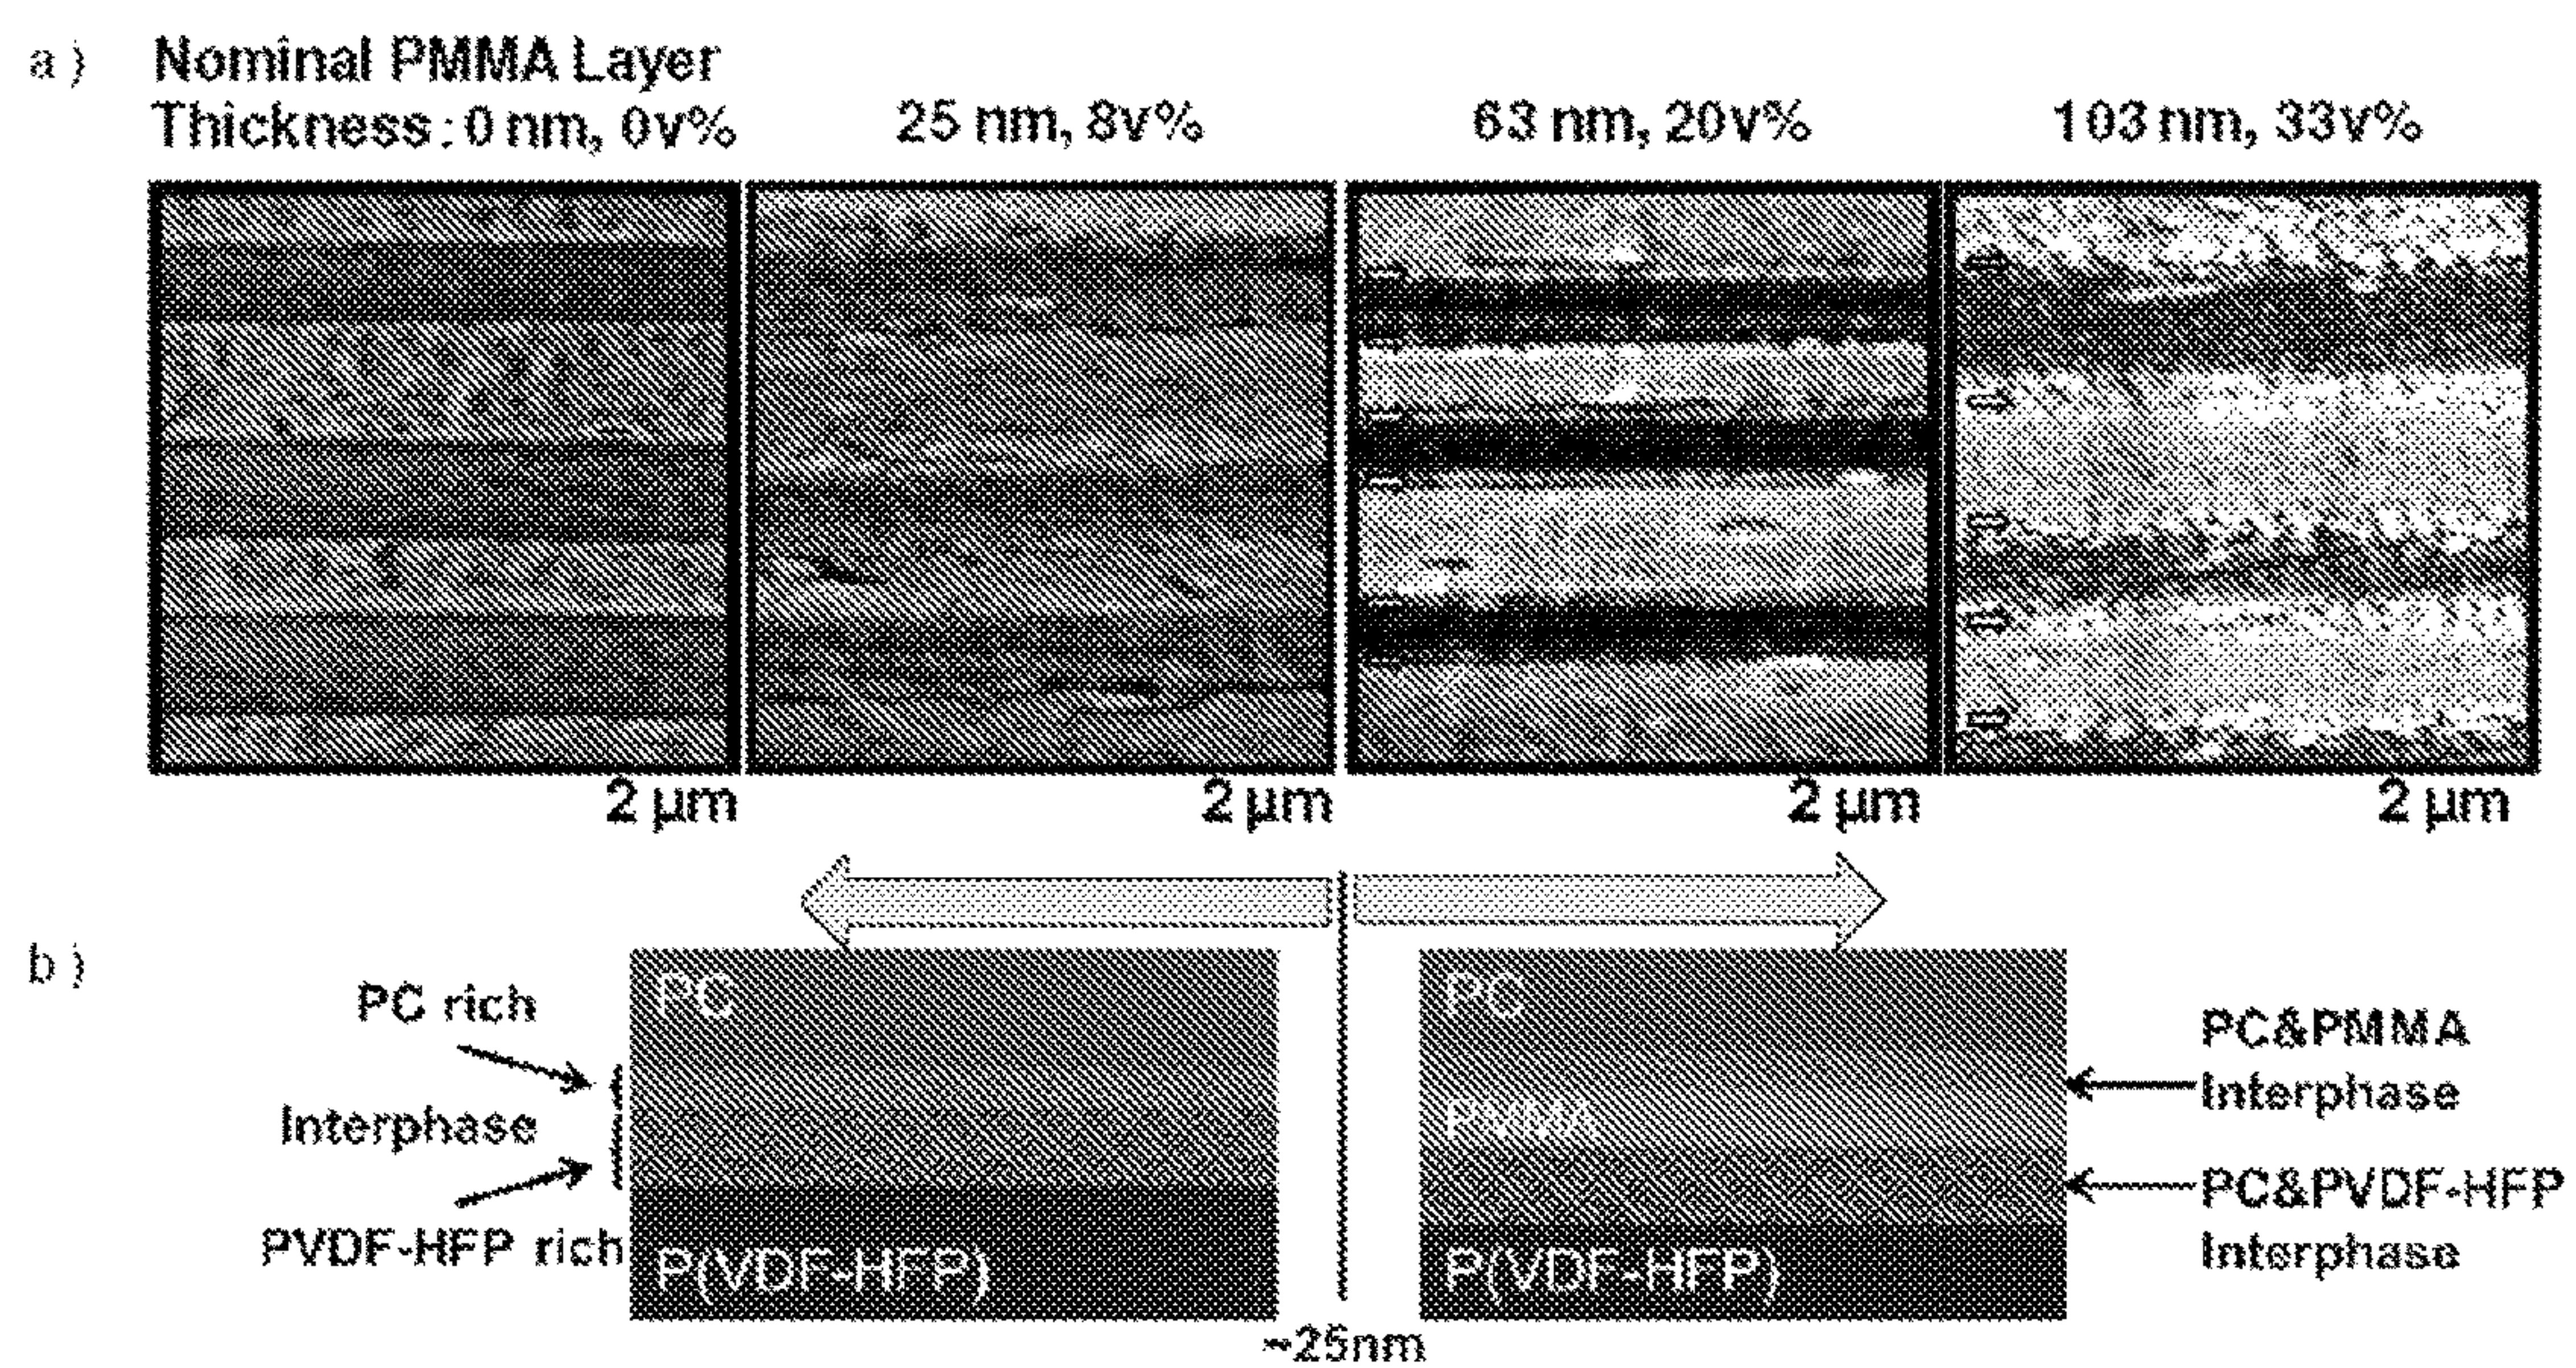 a)
Nominal PMMA Layer
Thickness: 0 nm, 0v%
25 nm, 8v%
63 nm, 20v%
103 nm, 33v%
2 μm
2 μm
2 μm
2 μm
b)
PC rich
Interphase
PVDF-HFP rich
PC
P(VDF-HFP)
~25nm
PC
PMMA
P(VDF-HFP)
PC&PMMA
Interphase
PC&PVDF-HFP
Interphase